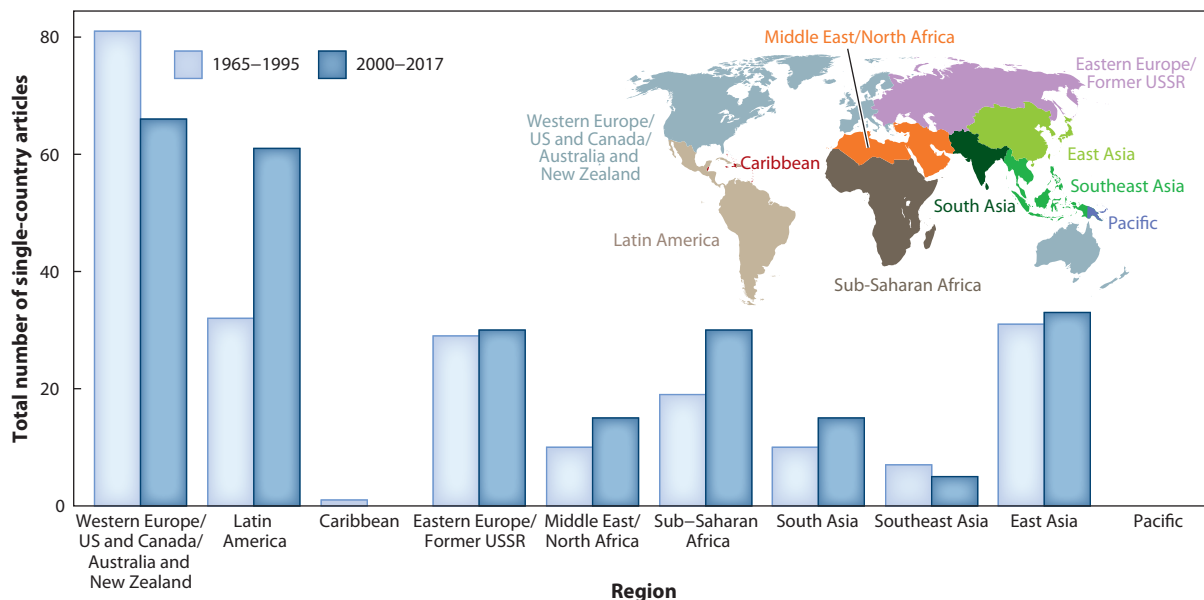 80
60
40
20
0
Total number of single-country articles
1965–1995
2000–2017
Middle East/North Africa
Eastern Europe/
Former USSR
Western Europe/
US and Canada/
Australia and
New Zealand
Caribbean
East Asia
Southeast Asia
South Asia
Pacific
Latin America
Sub-Saharan Africa
Western Europe/
US and Canada/
Australia and
New Zealand
Latin
America
Caribbean
Eastern Europe/
Former USSR
Middle East/
North Africa
Sub–Saharan
Africa
South Asia
Southeast Asia
East Asia
Pacific
Region